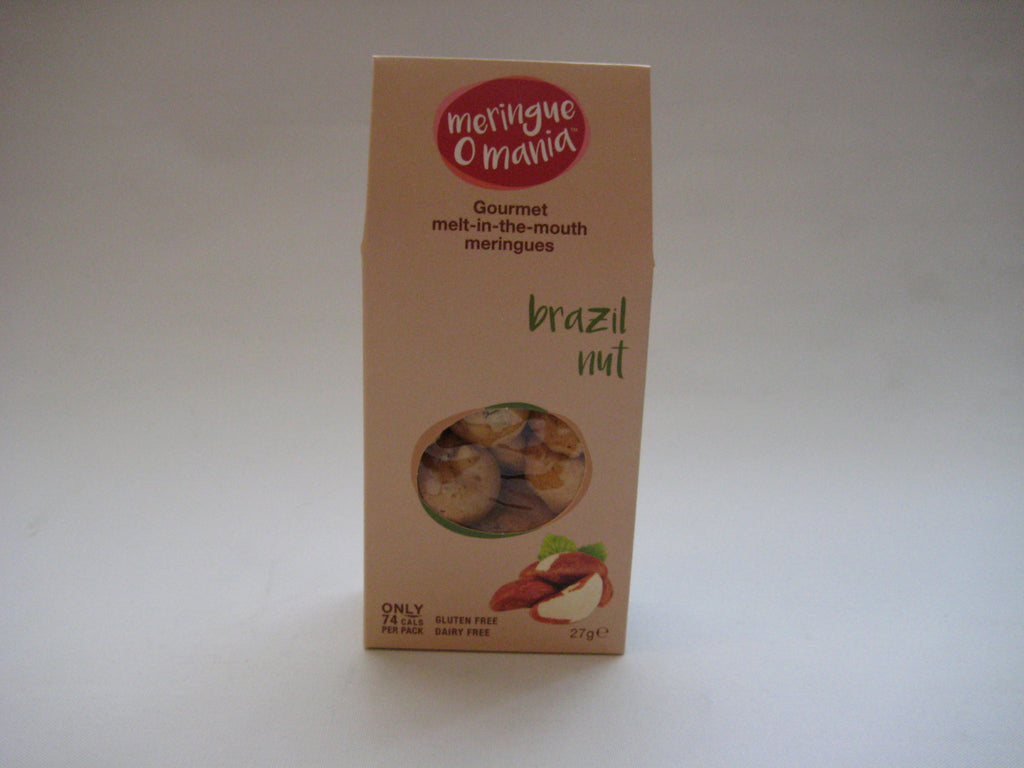 meringue
O mania™
Gourmet
melt-in-the-mouth
meringues
brazil
nut
ONLY
74 CALS
PER PACK
GLUTEN FREE
DAIRY FREE
27g℮